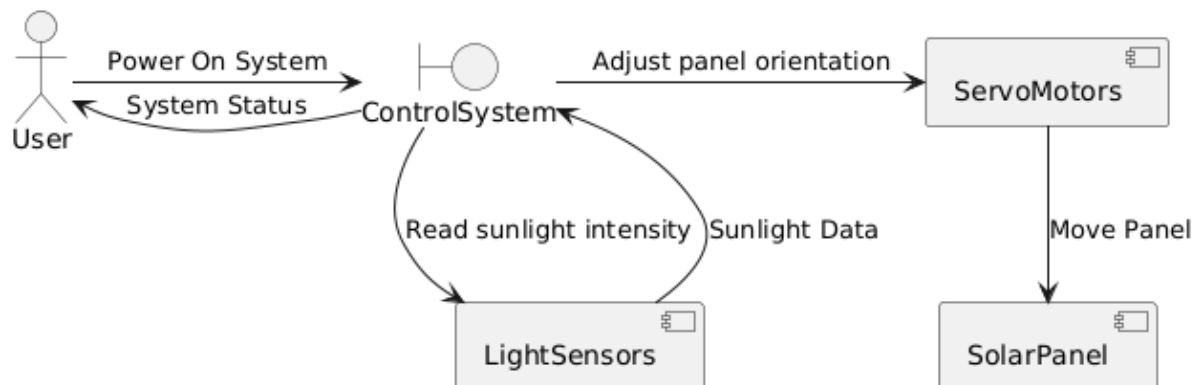 Power On System
System Status
User
ControlSystem
Adjust panel orientation
ServoMotors
Read sunlight intensity
Sunlight Data
Move Panel
LightSensors
SolarPanel